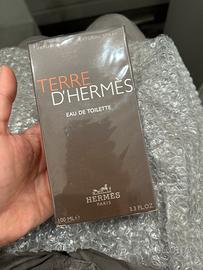 TERRE
D'HERMÈS
EAU DE TOILETTE
HERMÈS
PARIS
100 ML e
3.3 FL.OZ.